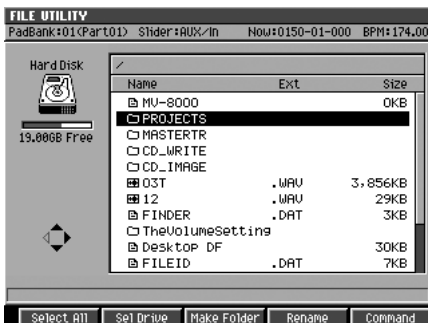 FILE UTILITY
PadBank:01(Part01) Slider:AUX/In Now:0150-01-000 BPM:174.00
Hard Disk
19.00GB Free
/
Name Ext Size
MV-8000 0KB
PROJECTS
MASTERTR
CD_WRITE
CD_IMAGE
03T .WAV 3,856KB
12 .WAV 29KB
FINDER .DAT 3KB
TheVolumeSetting
Desktop DF 30KB
FILEID .DAT 7KB
Select All Sel Drive Make Folder Rename Command